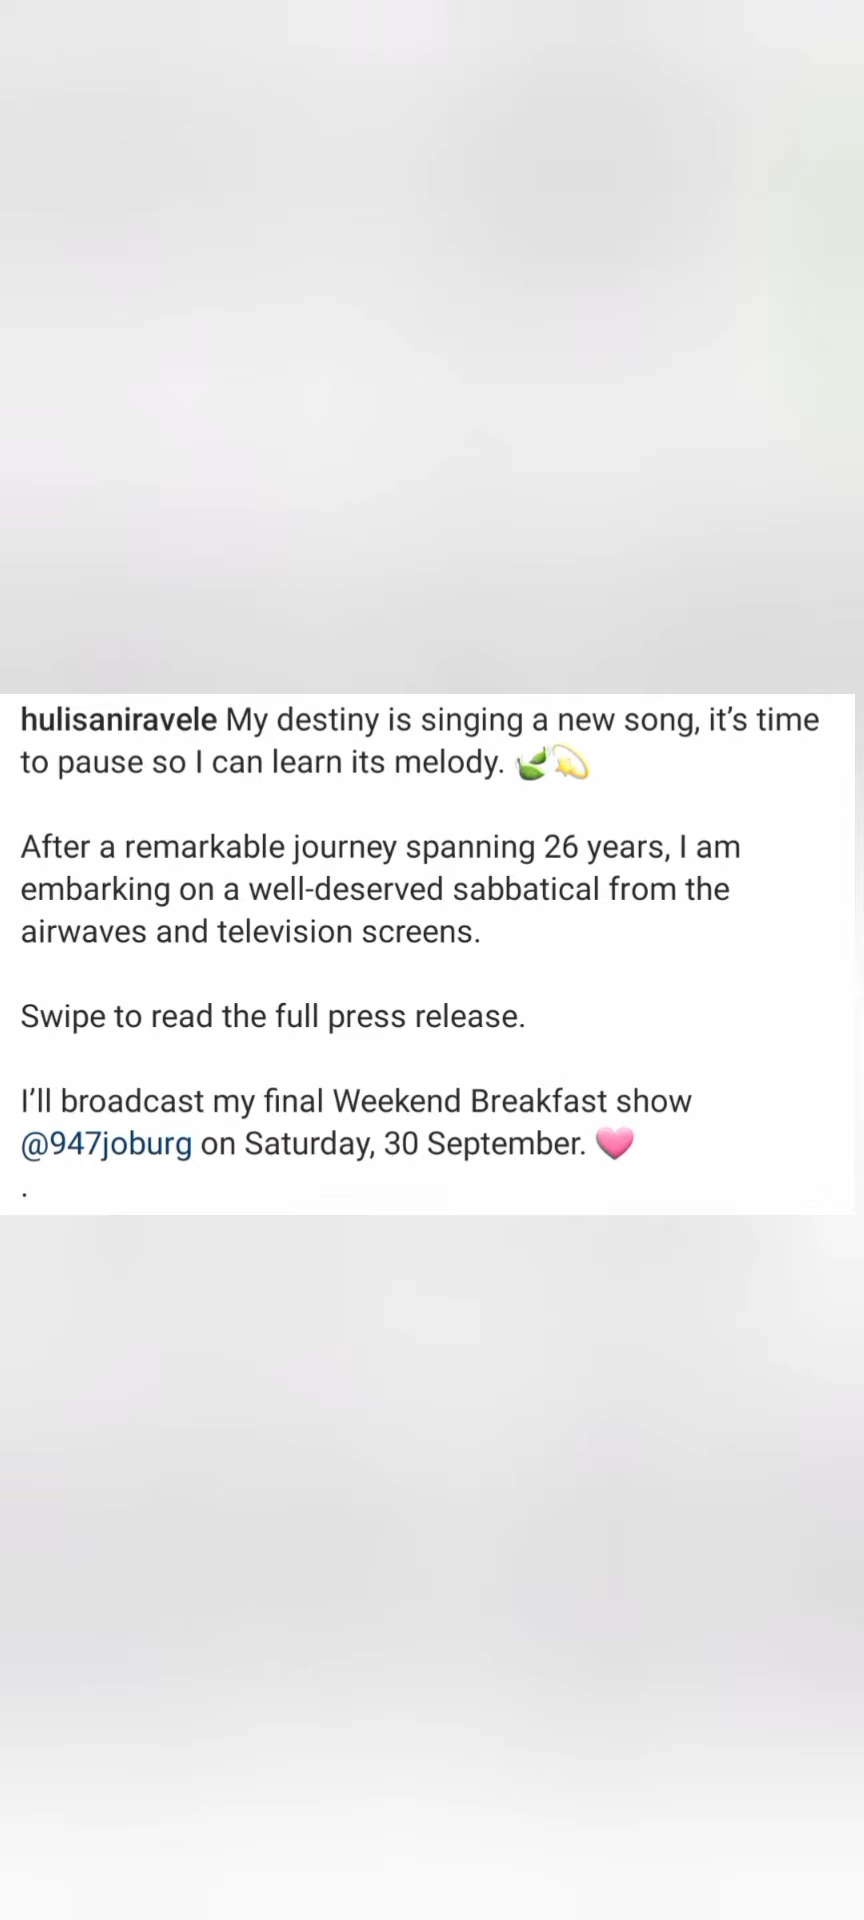 hulisaniravele My destiny is singing a new song, it’s time
to pause so I can learn its melody. 🍃💫
After a remarkable journey spanning 26 years, I am
embarking on a well-deserved sabbatical from the
airwaves and television screens.
Swipe to read the full press release.
I’ll broadcast my final Weekend Breakfast show
@947joburg on Saturday, 30 September. 🩷
.